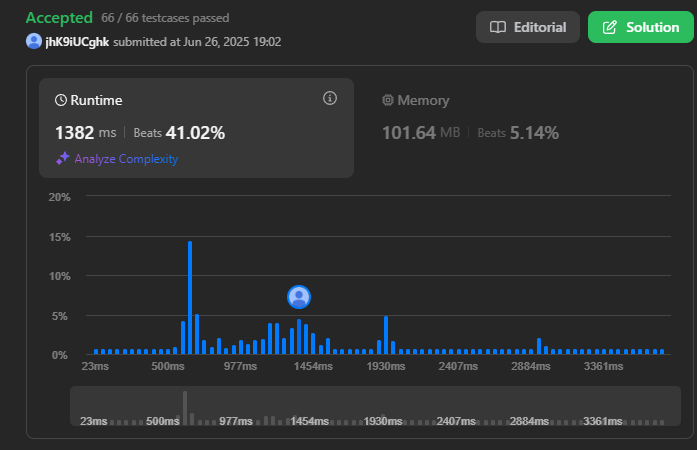 Accepted 66 / 66 testcases passed
jhK9iUCghk submitted at Jun 26, 2025 19:02
Editorial
Solution
Runtime
1382 ms | Beats 41.02%
Analyze Complexity
Memory
101.64 MB | Beats 5.14%
20%
15%
10%
5%
0%
23ms 500ms 977ms 1454ms 1930ms 2407ms 2884ms 3361ms
23ms 500ms 977ms 1454ms 1930ms 2407ms 2884ms 3361ms